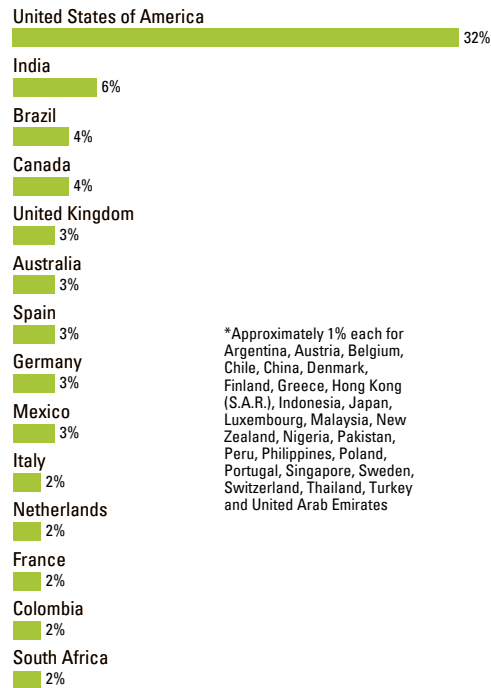 United States of America
32%
India
6%
Brazil
4%
Canada
4%
United Kingdom
3%
Australia
3%
Spain
3%
Germany
3%
Mexico
3%
Italy
2%
Netherlands
2%
France
2%
Colombia
2%
South Africa
2%
*Approximately 1% each for
Argentina, Austria, Belgium,
Chile, China, Denmark,
Finland, Greece, Hong Kong
(S.A.R.), Indonesia, Japan,
Luxembourg, Malaysia, New
Zealand, Nigeria, Pakistan,
Peru, Philippines, Poland,
Portugal, Singapore, Sweden,
Switzerland, Thailand, Turkey
and United Arab Emirates